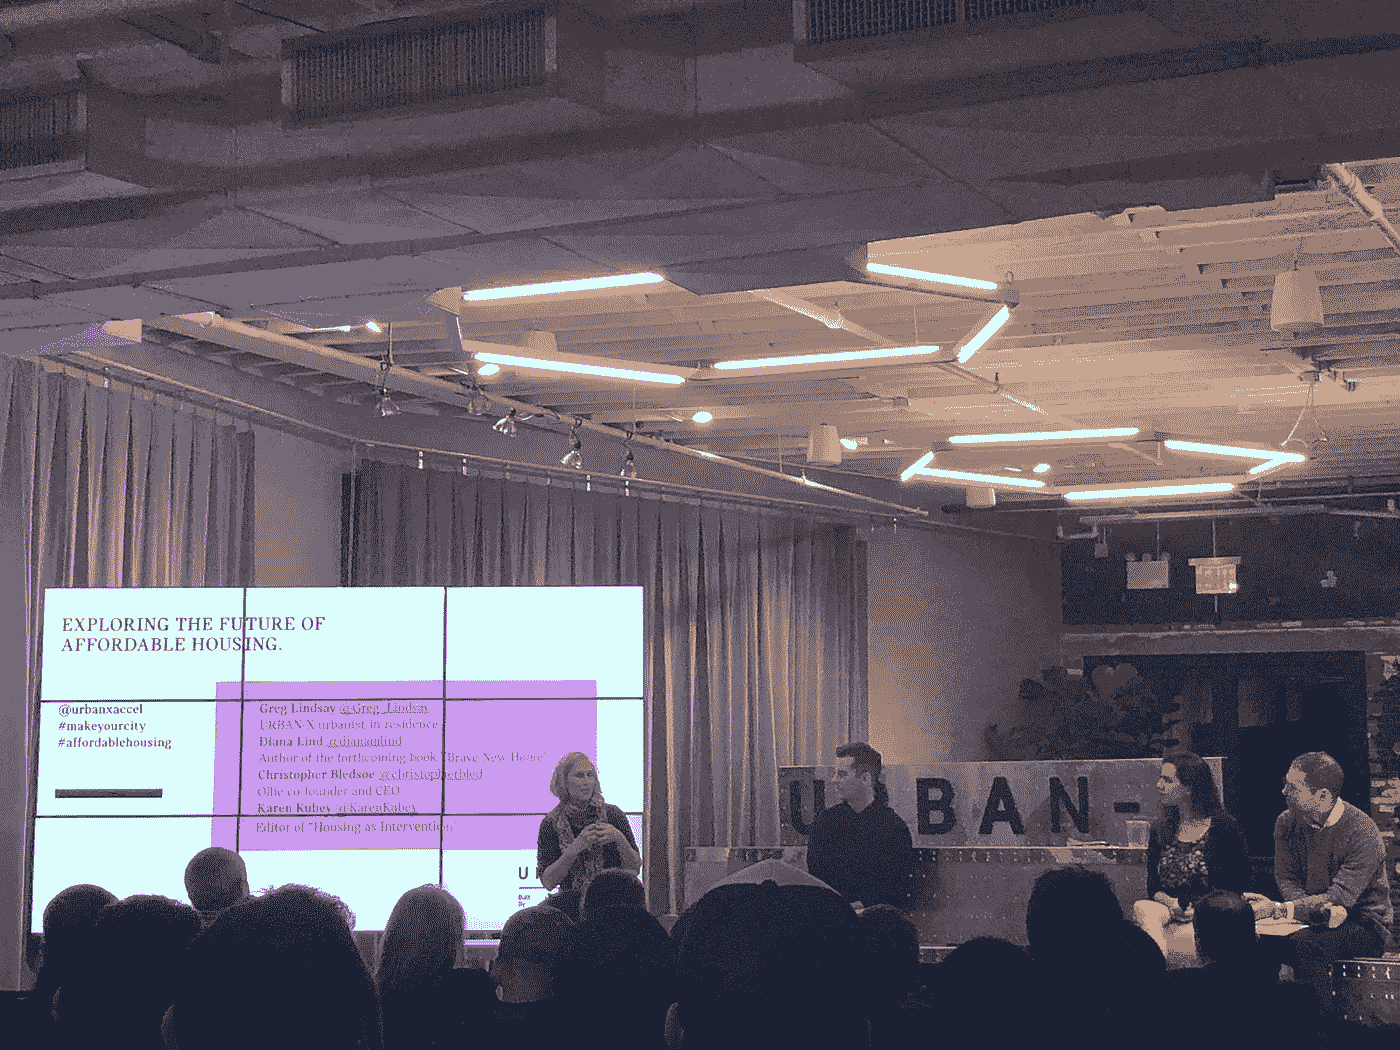 EXPLORING THE FUTURE OF
AFFORDABLE HOUSING.
@urbanxaccel
#makeyourcity
#affordablehousing
Greg Lindsay @Greg_Lindsay
URBAN-X urbanist in residence
Diana Lind @dianamlind
Author of the forthcoming book "Brave New Home"
Christopher Bledsoe @christopherbled
Ollie co-founder and CEO
Karen Kubey @KarenKubey
Editor of "Housing as Intervention
U
URBAN-